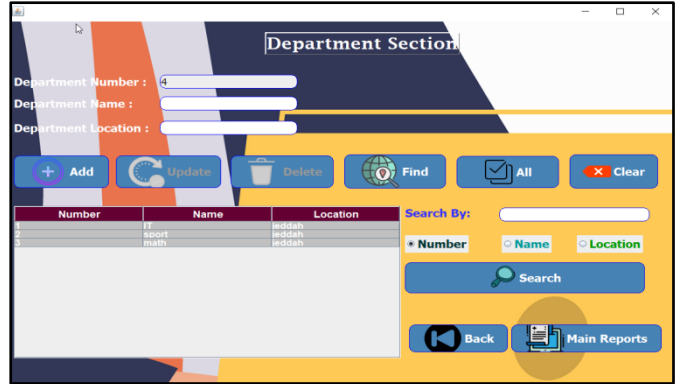 Department Section
Department Number : 4
Department Name :
Department Location :
Add Update Delete Find All Clear
Number Name Location
1 IT jeddah
2 sport jeddah
3 math jeddah
Search By:
Number Name Location
Search
Back Main Reports